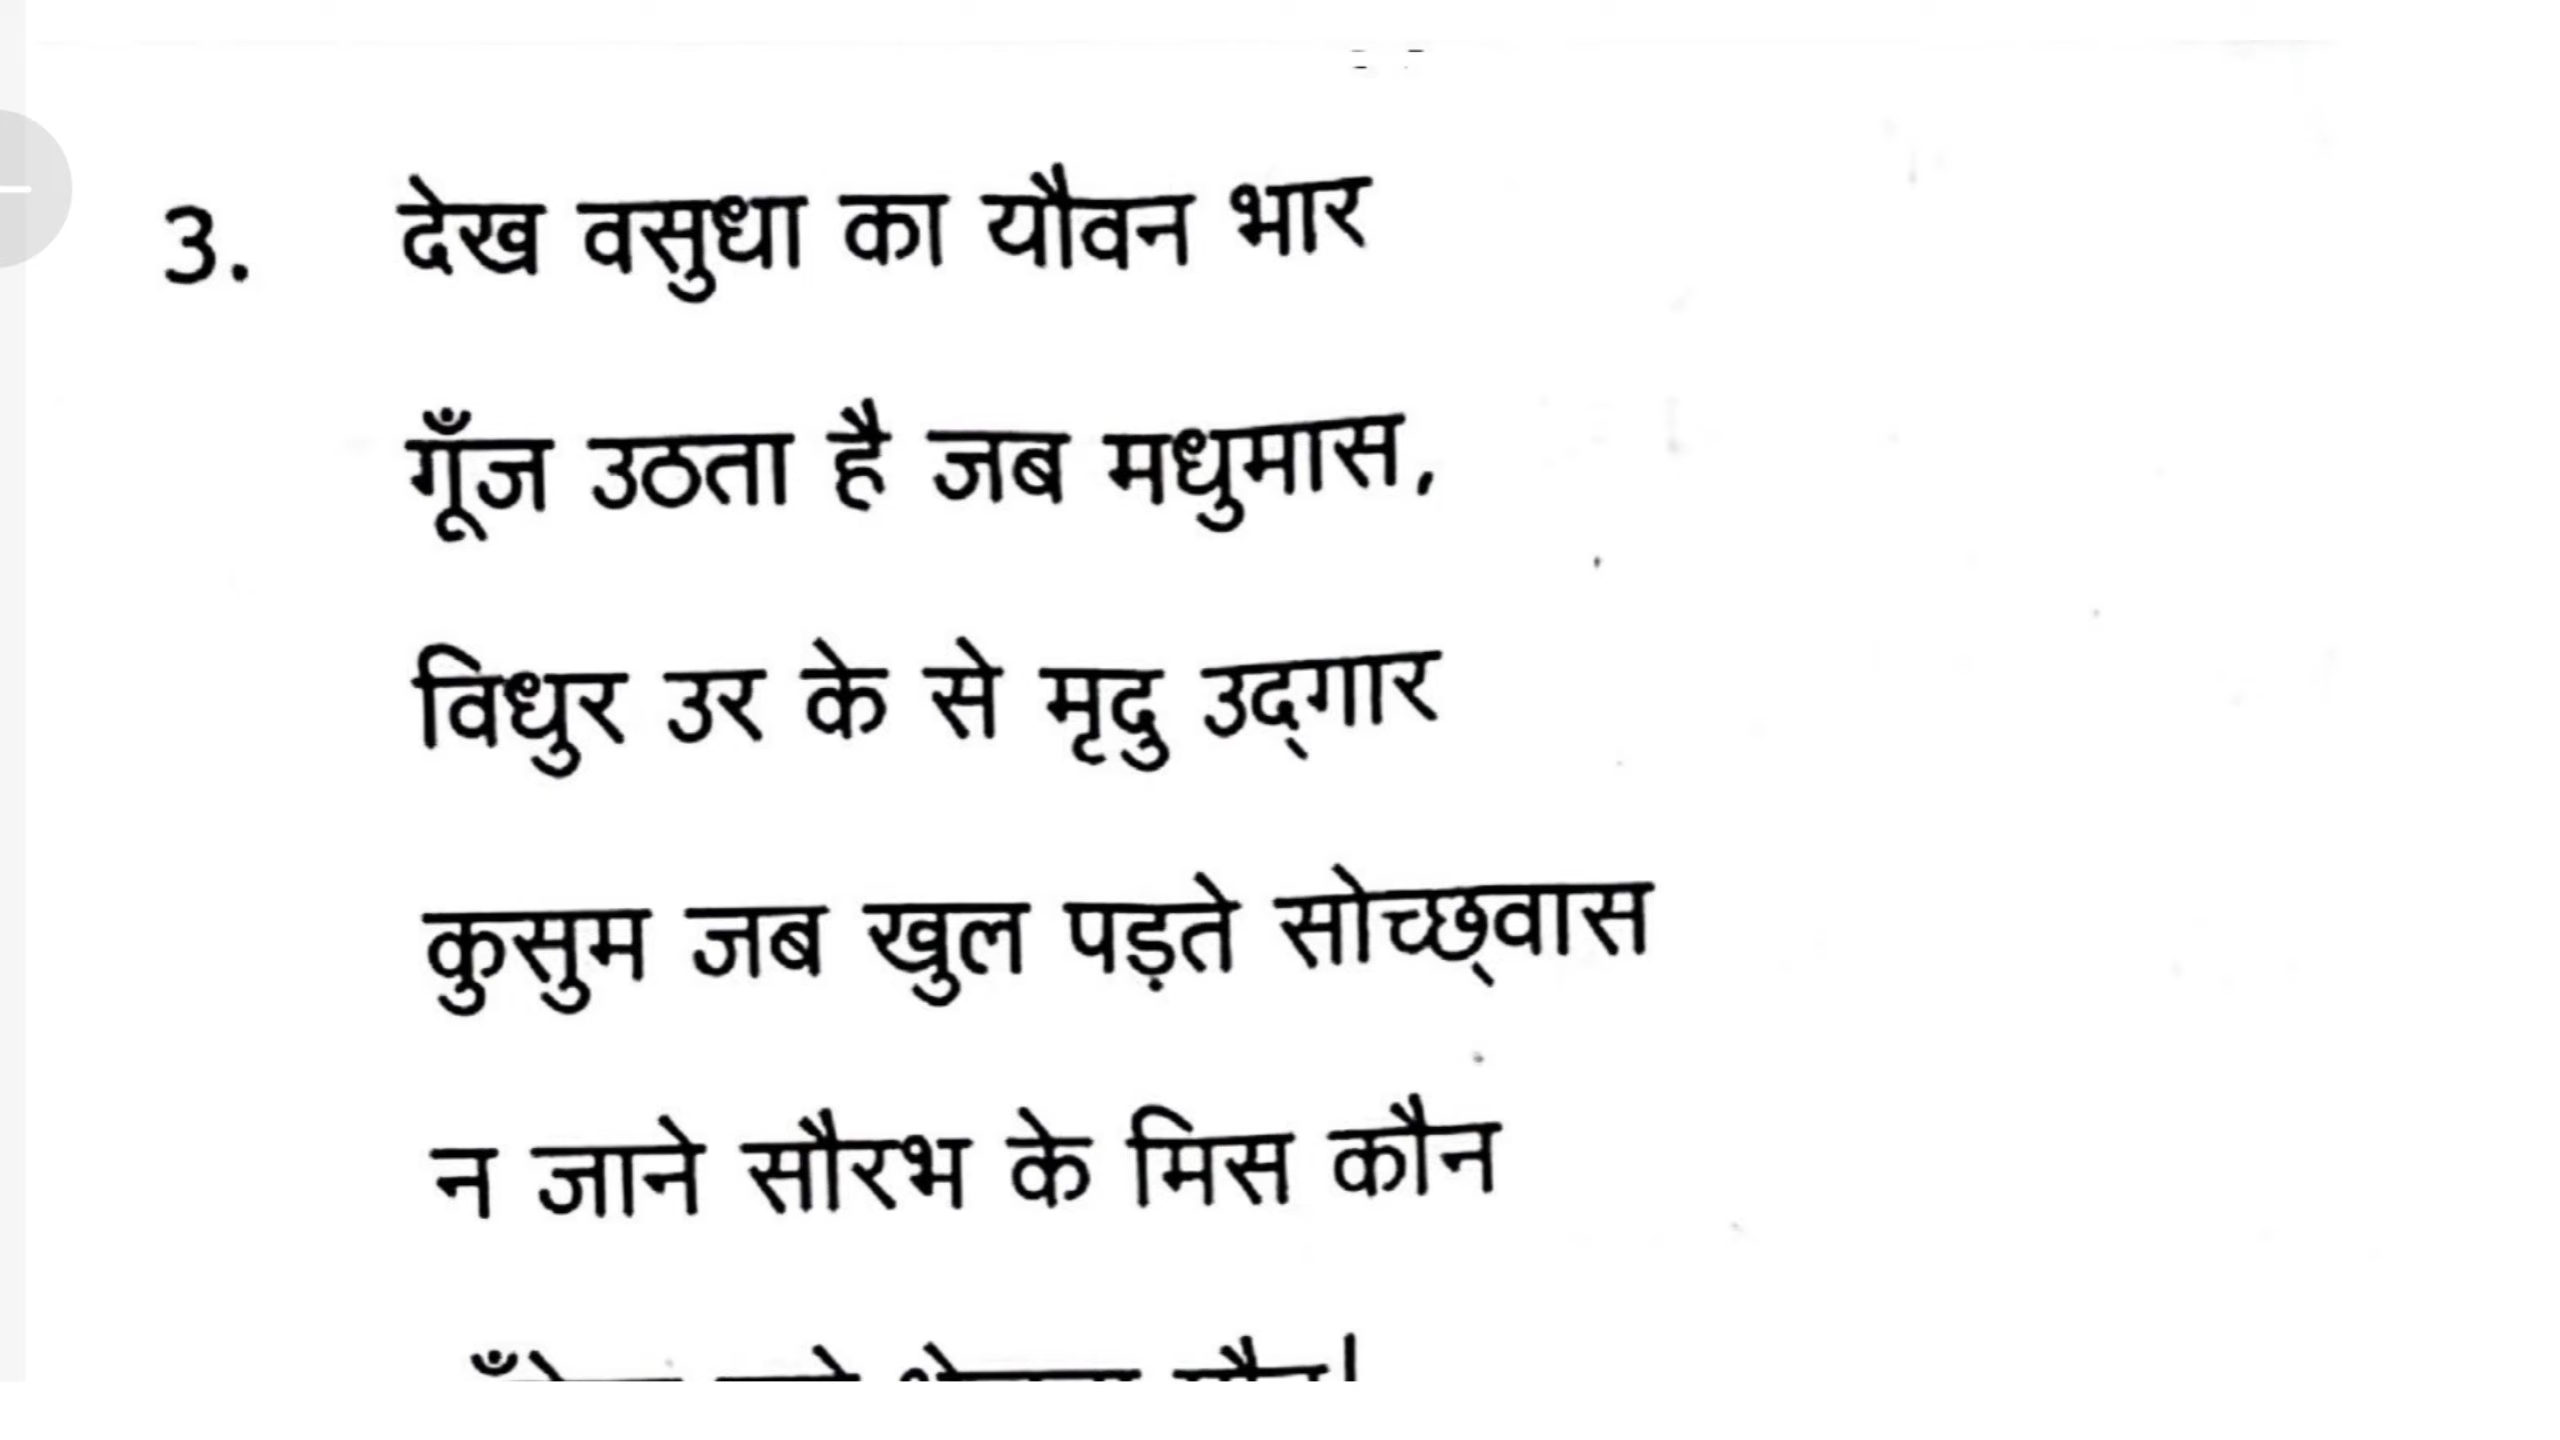 3. देख वसुधा का यौवन भार
गूँज उठता है जब मधुमास,
विधुर उर के से मृदु उद्‌गार
कुसुम जब खुल पड़ते सोच्छ्‌वास
न जाने सौरभ के मिस कौन